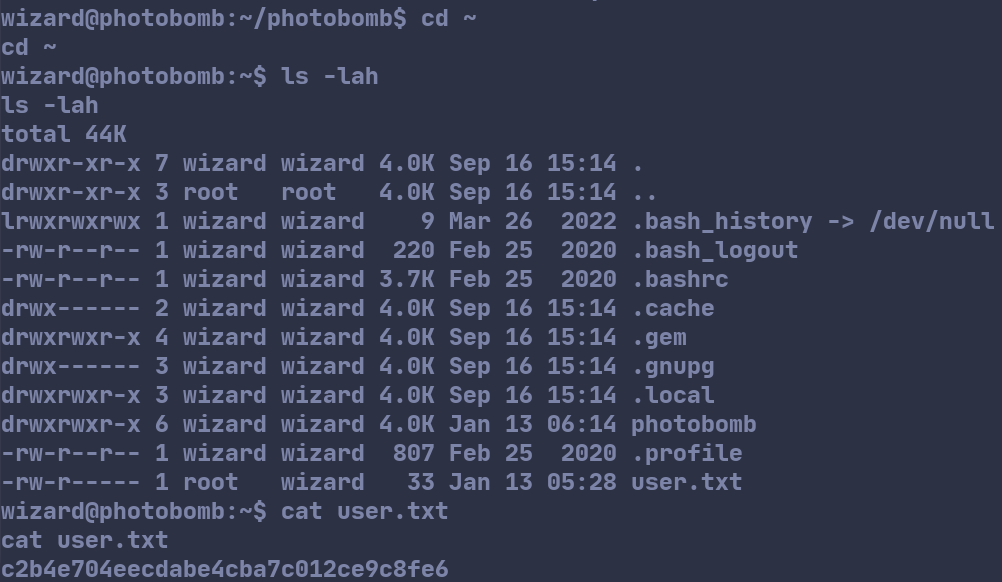 wizard@photobomb:~/photobomb$ cd ~
cd ~
wizard@photobomb:~$ ls -lah
ls -lah
total 44K
drwxr-xr-x 7 wizard wizard 4.0K Sep 16 15:14 .
drwxr-xr-x 3 root   root   4.0K Sep 16 15:14 ..
lrwxrwxrwx 1 wizard wizard    9 Mar 26  2022 .bash_history -> /dev/null
-rw-r--r-- 1 wizard wizard  220 Feb 25  2020 .bash_logout
-rw-r--r-- 1 wizard wizard 3.7K Feb 25  2020 .bashrc
drwx------ 2 wizard wizard 4.0K Sep 16 15:14 .cache
drwxrwxr-x 4 wizard wizard 4.0K Sep 16 15:14 .gem
drwx------ 3 wizard wizard 4.0K Sep 16 15:14 .gnupg
drwxrwxr-x 3 wizard wizard 4.0K Sep 16 15:14 .local
drwxrwxr-x 6 wizard wizard 4.0K Jan 13 06:14 photobomb
-rw-r--r-- 1 wizard wizard  807 Feb 25  2020 .profile
-rw-r----- 1 root   wizard   33 Jan 13 05:28 user.txt
wizard@photobomb:~$ cat user.txt
cat user.txt
c2b4e704eecdabe4cba7c012ce9c8fe6